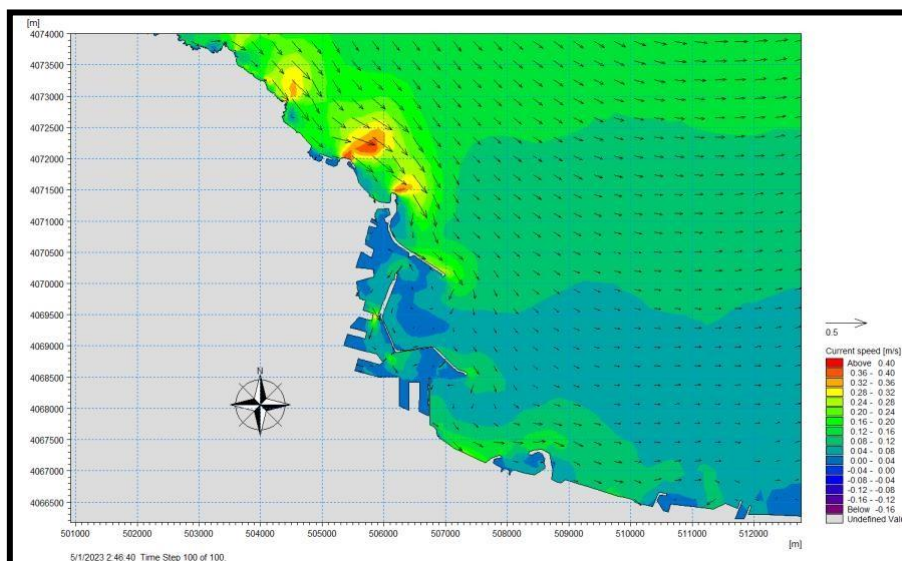 [m]
4074000
4073500
4073000
4072500
4072000
4071500
4071000
4070500
4070000
4069500
4069000
4068500
4068000
4067500
4067000
4066500
N
0.5
Current speed [m/s]
Above 0.40
0.36 - 0.40
0.32 - 0.36
0.28 - 0.32
0.24 - 0.28
0.20 - 0.24
0.16 - 0.20
0.12 - 0.16
0.08 - 0.12
0.04 - 0.08
0.00 - 0.04
-0.04 - 0.00
-0.08 - -0.04
-0.12 - -0.08
-0.16 - -0.12
Below -0.16
Undefined Value
501000 502000 503000 504000 505000 506000 507000 508000 509000 510000 511000 512000
[m]
5/1/2023 2:46:40 Time Step 100 of 100.